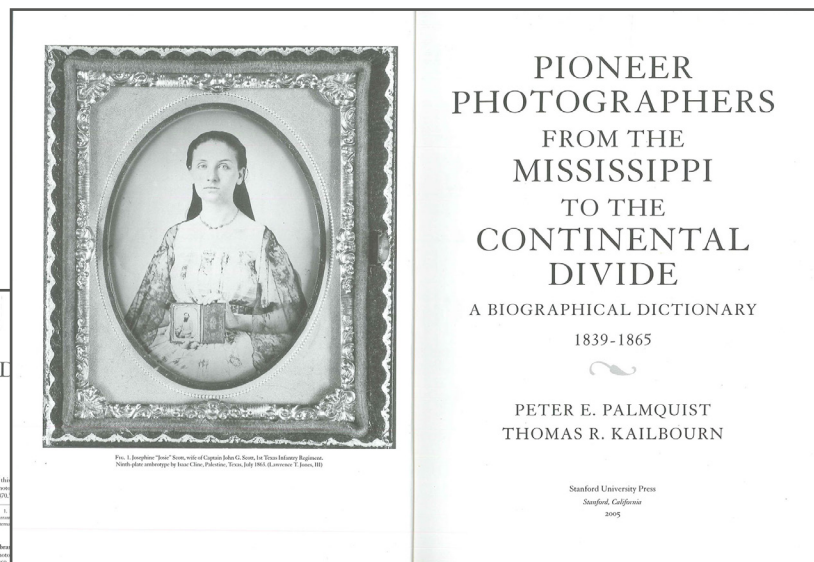 FIG. 1. Josephine "Josie" Scott, wife of Captain John G. Scott, 1st Texas Infantry Regiment.
Ninth-plate ambrotype by Isaac Cline, Palestine, Texas, July 1861. (Lawrence T. Jones, III)
PIONEER
PHOTOGRAPHERS
FROM THE
MISSISSIPPI
TO THE
CONTINENTAL
DIVIDE
A BIOGRAPHICAL DICTIONARY
1839-1865
PETER E. PALMQUIST
THOMAS R. KAILBOURN
Stanford University Press
Stanford, California
2005